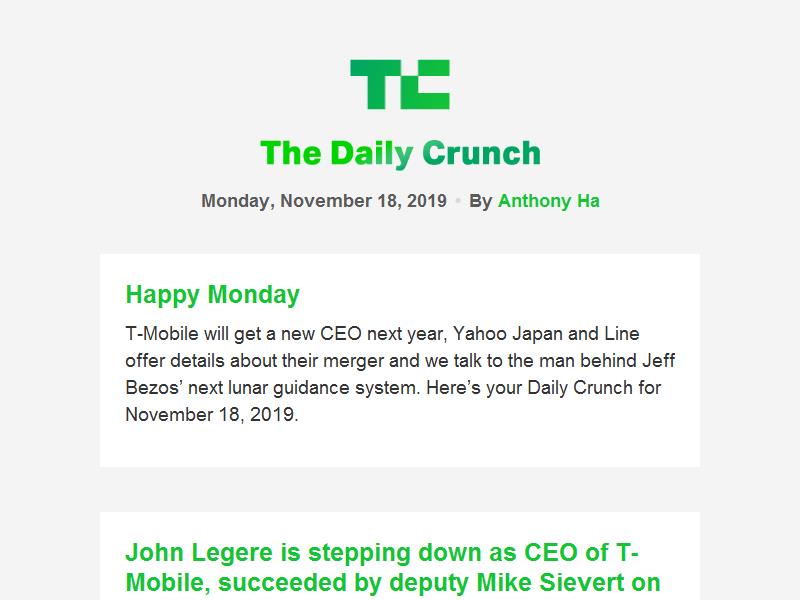 TC
The Daily Crunch
Monday, November 18, 2019 • By Anthony Ha
Happy Monday
T-Mobile will get a new CEO next year, Yahoo Japan and Line
offer details about their merger and we talk to the man behind Jeff
Bezos’ next lunar guidance system. Here’s your Daily Crunch for
November 18, 2019.
John Legere is stepping down as CEO of T-
Mobile, succeeded by deputy Mike Sievert on